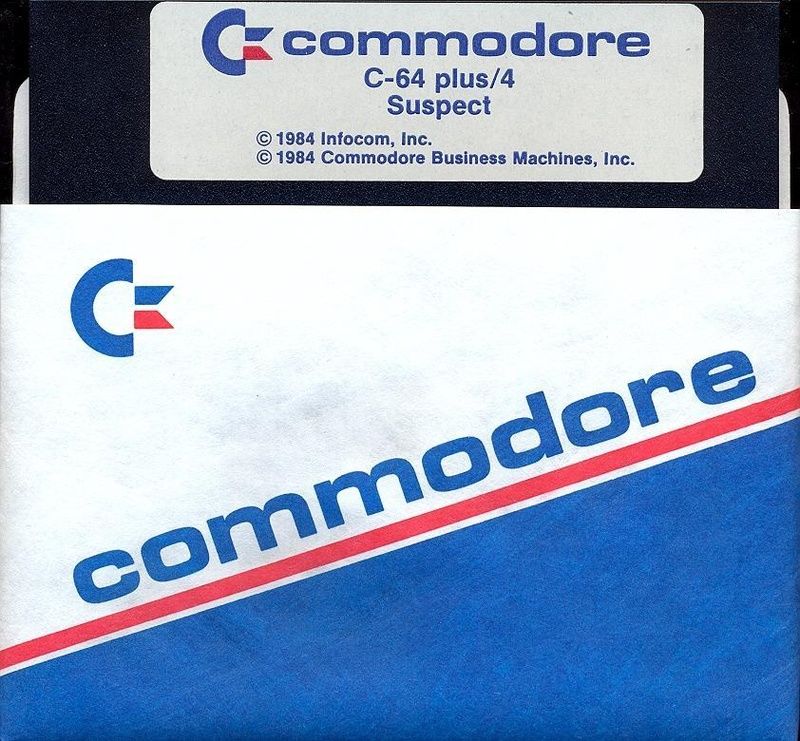 commodore
C-64 plus/4
Suspect
© 1984 Infocom, Inc.
© 1984 Commodore Business Machines, Inc.
commodore